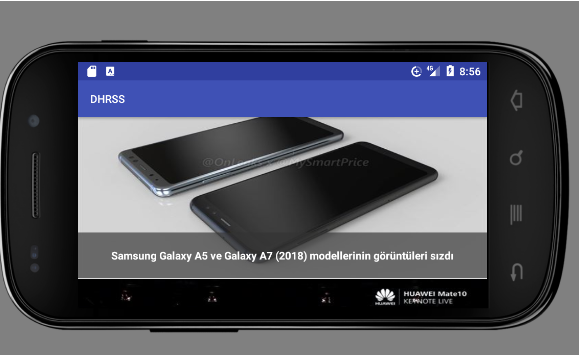 4G 8:56
DHRSS
@OnLeaks MySmartPrice
Samsung Galaxy A5 ve Galaxy A7 (2018) modellerinin görüntüleri sızdı
HUAWEI
HUAWEI Mate10
KEYNOTE LIVE